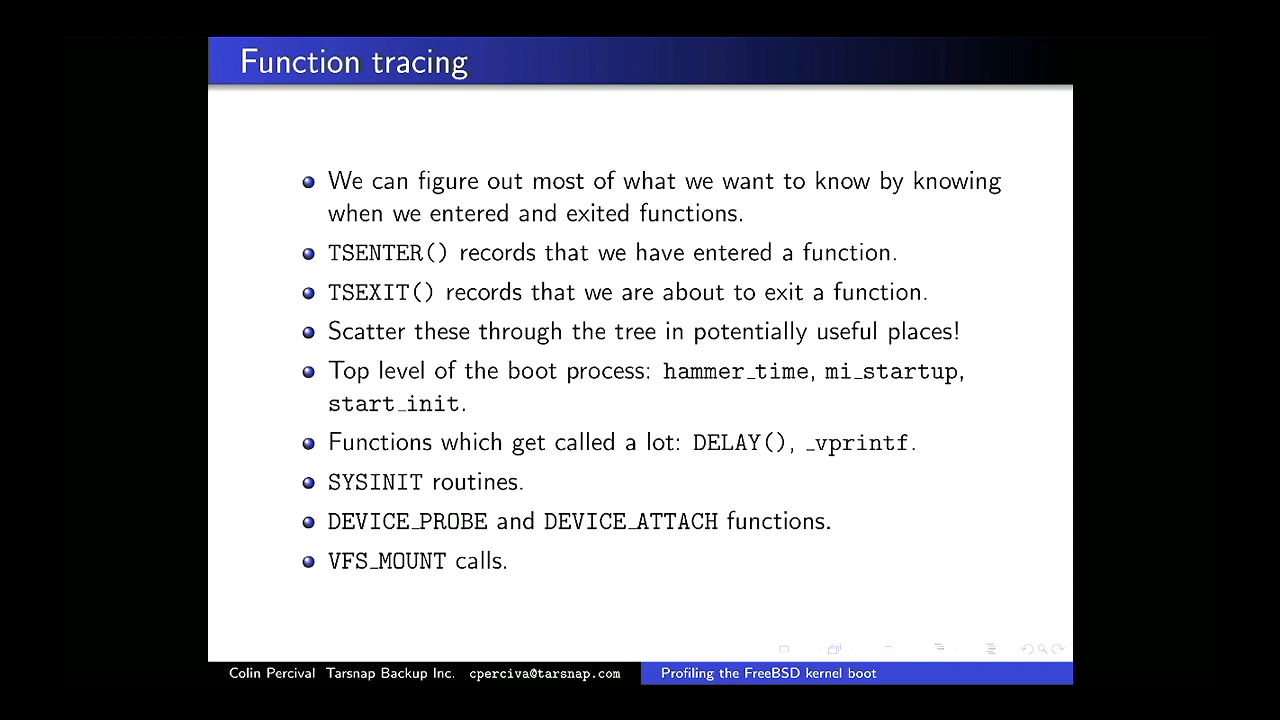 Function tracing
We can figure out most of what we want to know by knowing
when we entered and exited functions.
TSENTER() records that we have entered a function.
TSEXIT() records that we are about to exit a function.
Scatter these through the tree in potentially useful places!
Top level of the boot process: hammer_time, mi_startup,
start_init.
Functions which get called a lot: DELAY(), _vprintf.
SYSINIT routines.
DEVICE_PROBE and DEVICE_ATTACH functions.
VFS_MOUNT calls.
Colin Percival Tarsnap Backup Inc. cperciva@tarsnap.com Profiling the FreeBSD kernel boot